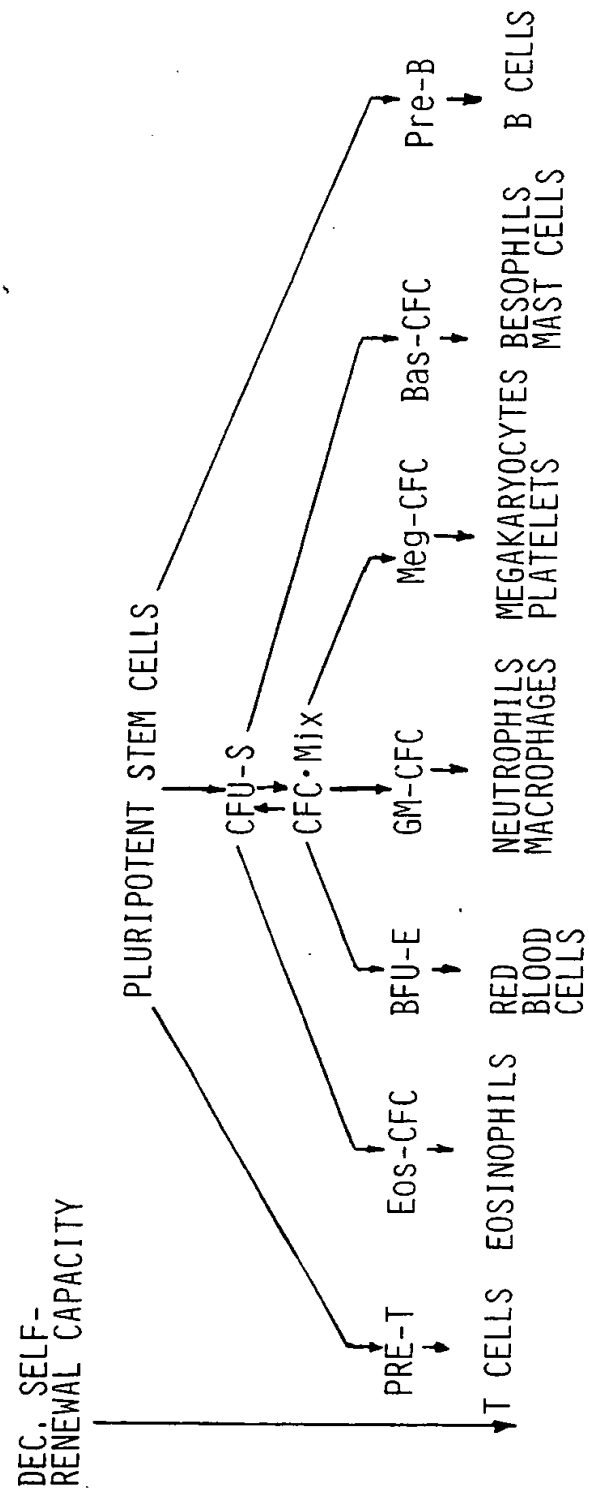 DEC. SELF-
RENEWAL CAPACITY
PLURIPOTENT STEM CELLS
CFU-S
CFC·Mix
PRE-T
Eos-CFC
BFU-E
GM-CFC
Meg-CFC
Bas-CFC
Pre-B
T CELLS
EOSINOPHILS
RED
BLOOD
CELLS
NEUTROPHILS
MACROPHAGES
MEGAKARYOCYTES
PLATELETS
BESOPHILS
MAST CELLS
B CELLS